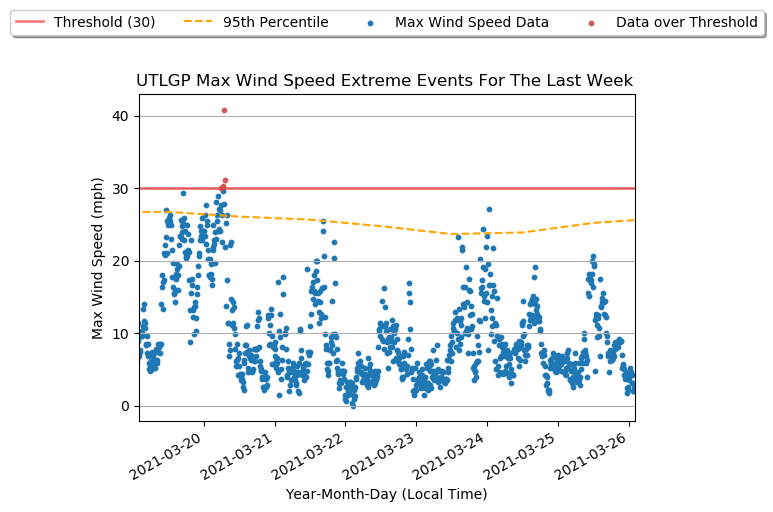 Threshold (30) 95th Percentile Max Wind Speed Data Data over Threshold
UTLGP Max Wind Speed Extreme Events For The Last Week
Max Wind Speed (mph)
40
30
20
10
0
2021-03-20 2021-03-21 2021-03-22 2021-03-23 2021-03-24 2021-03-25 2021-03-26
Year-Month-Day (Local Time)